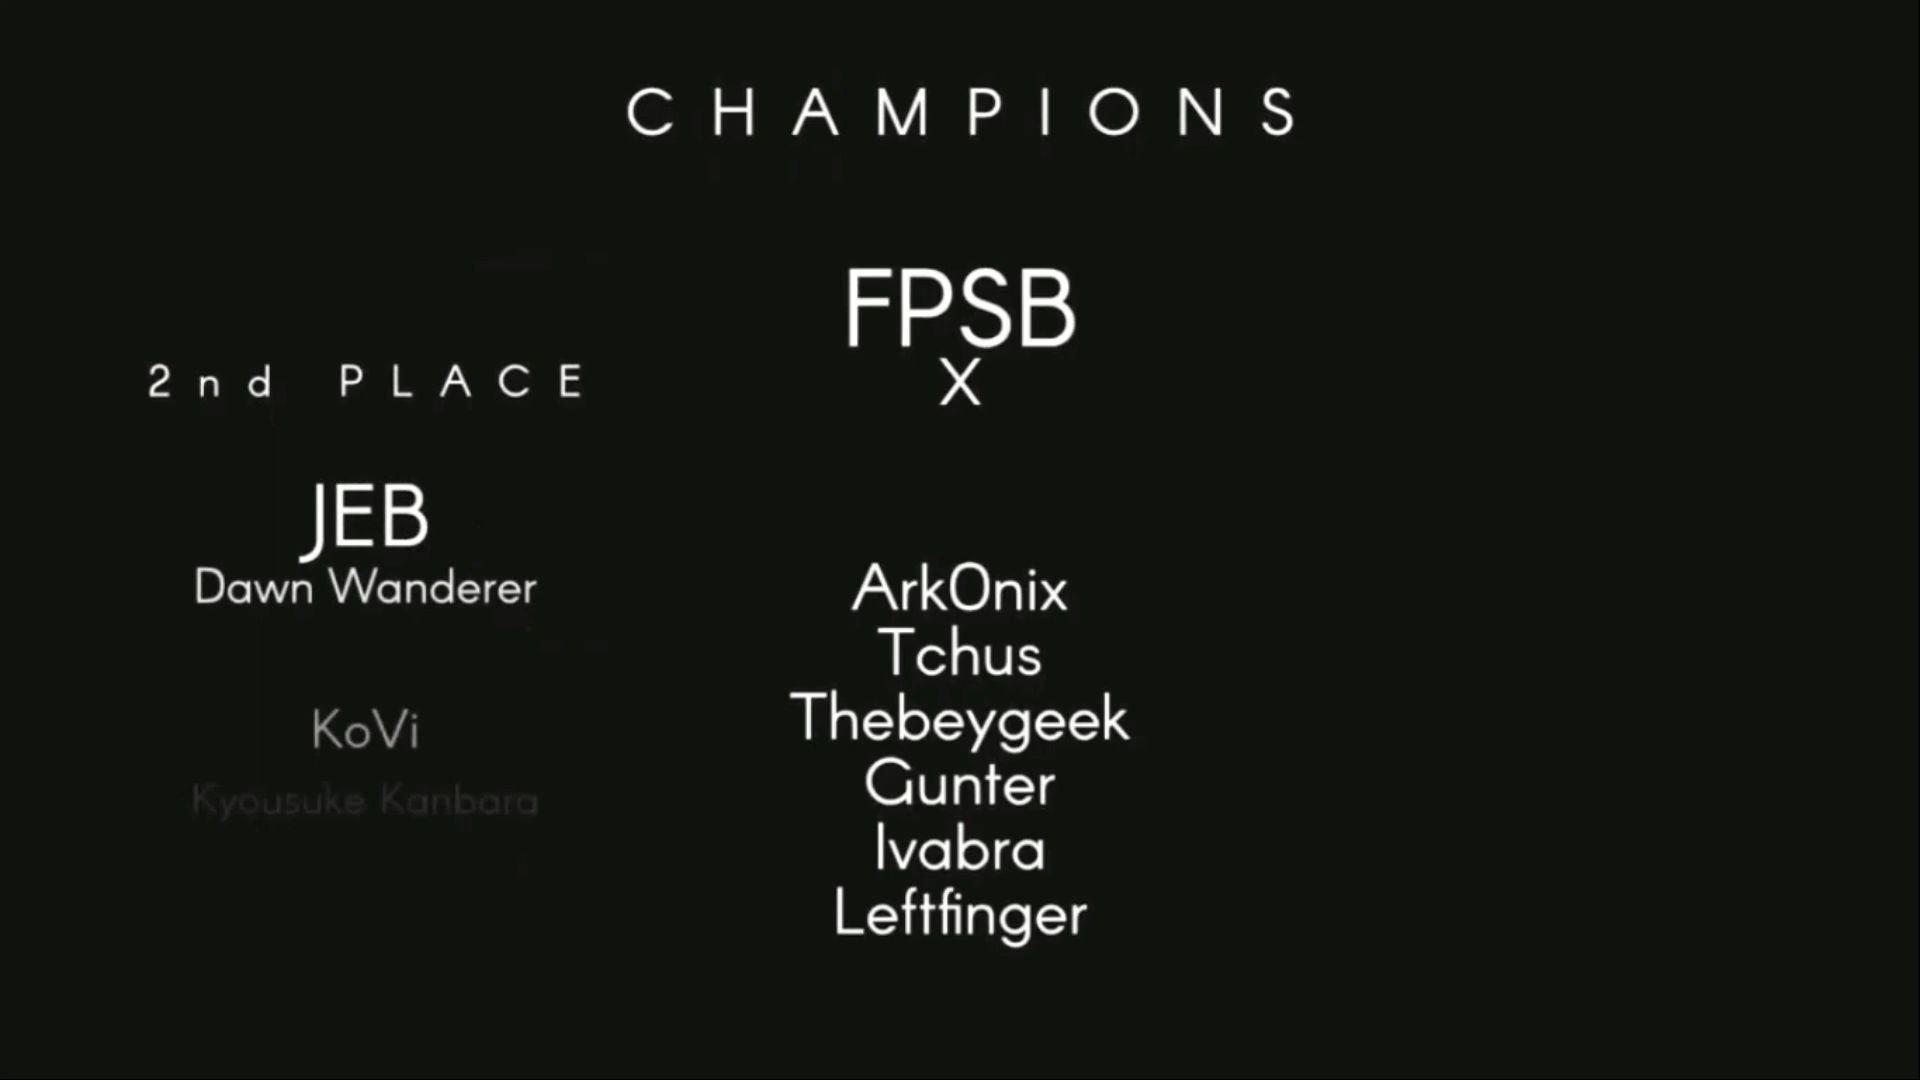 CHAMPIONS
FPSB
X
ArkOnix
Tchus
Thebeygeek
Gunter
Ivabra
Leftfinger
2nd PLACE
JEB
Dawn Wanderer
KoVi
Kyousuke Kanbara